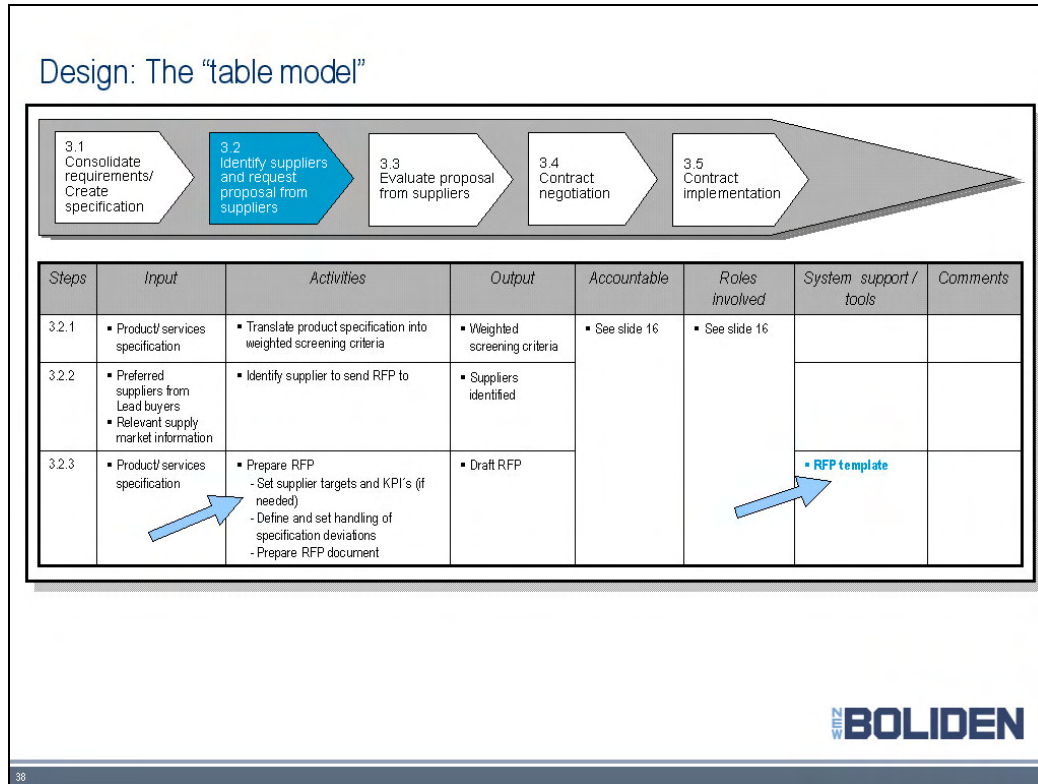 Design: The “table model”
3.1
Consolidate
requirements/
Create
specification
3.2
Identify suppliers
and request
proposal from
suppliers
3.3
Evaluate proposal
from suppliers
3.4
Contract
negotiation
3.5
Contract
implementation
Steps
Input
Activities
Output
Accountable
Roles
involved
System support /
tools
Comments
3.2.1
▪ Product/ services
specification
▪ Translate product specification into
weighted screening criteria
▪ Weighted
screening criteria
▪ See slide 16
▪ See slide 16
3.2.2
▪ Preferred
suppliers from
Lead buyers
▪ Relevant supply
market information
▪ Identify supplier to send RFP to
▪ Suppliers
identified
3.2.3
▪ Product/ services
specification
▪ Prepare RFP
- Set supplier targets and KPI´s (if
needed)
- Define and set handling of
specification deviations
- Prepare RFP document
▪ Draft RFP
▪ RFP template
NEW BOLIDEN
38